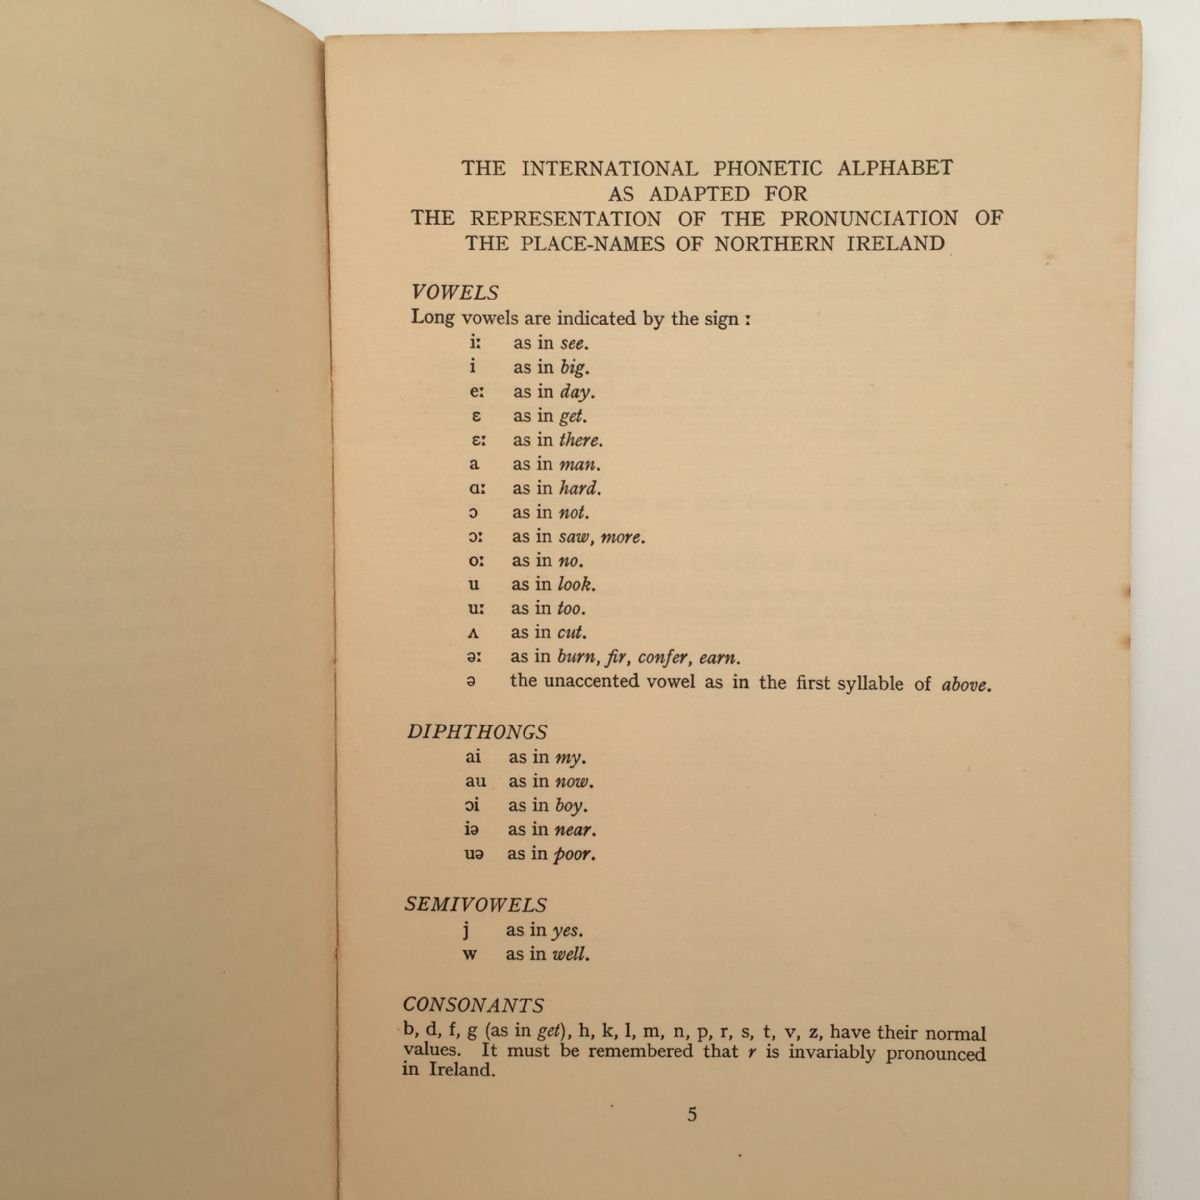 THE INTERNATIONAL PHONETIC ALPHABET
AS ADAPTED FOR
THE REPRESENTATION OF THE PRONUNCIATION OF
THE PLACE-NAMES OF NORTHERN IRELAND
VOWELS
Long vowels are indicated by the sign ː
iː as in see.
i as in big.
eː as in day.
ɛ as in get.
ɛː as in there.
a as in man.
ɑː as in hard.
ɔ as in not.
ɔː as in saw, more.
oː as in no.
u as in look.
uː as in too.
ʌ as in cut.
əː as in burn, fir, confer, earn.
ə the unaccented vowel as in the first syllable of above.
DIPHTHONGS
ai as in my.
au as in now.
ɔi as in boy.
iə as in near.
uə as in poor.
SEMIVOWELS
j as in yes.
w as in well.
CONSONANTS
b, d, f, g (as in get), h, k, l, m, n, p, r, s, t, v, z, have their normal
values. It must be remembered that r is invariably pronounced
in Ireland.
5